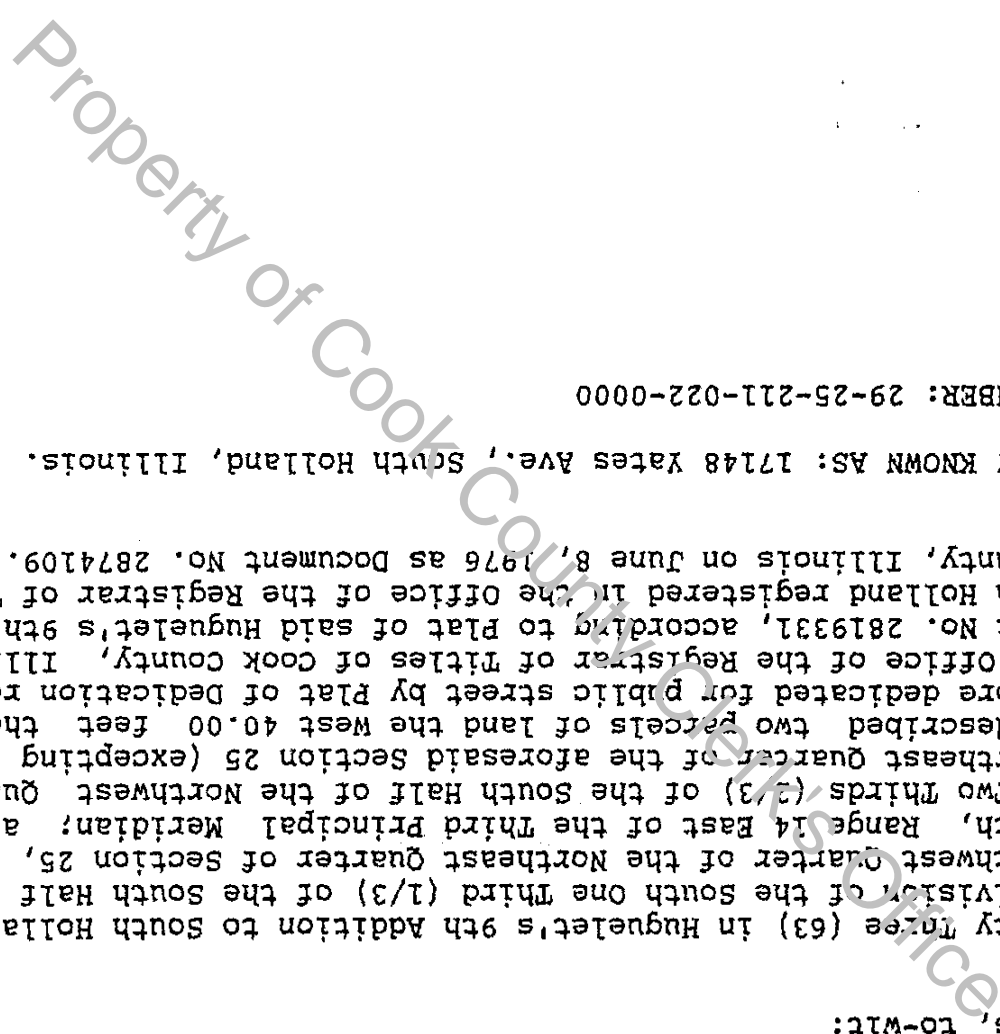 s, to-wit:
ty Three (63) in Huguelet's 9th Addition to South Holla
ivision of the South One Third (1/3) of the South Half
thwest Quarter of the Northeast Quarter of Section 25,
th, Range 14 East of the Third Principal Meridian; a
Two Thirds (2/3) of the South Half of the Northwest Qu
rtheast Quarter of the aforesaid Section 25 (excepting
described two parcels of land the West 40.00 feet the
ore dedicated for public street by Plat of Dedication re
Office of the Registrar of Titles of Cook County, Ill
t No. 2819331, according to Plat of said Huguelet's 9th
h Holland registered in the Office of the Registrar of
unty, Illinois on June 8, 1976 as Document No. 2874109.
KNOWN AS: 17148 Yates Ave., South Holland, Illinois.
MBER: 29-25-211-022-0000
Property of Cook County Clerk's Office